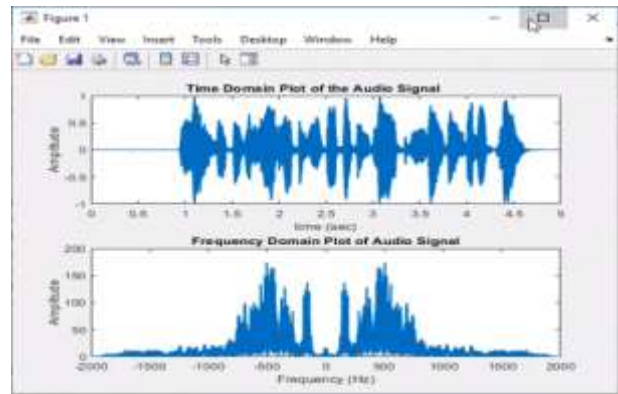 Figure 1
File Edit View Insert Tools Desktop Window Help
Time Domain Plot of the Audio Signal
1
0.5
0
-0.5
-1
Ampltute
0 0.5 1 1.5 2 2.5 3 3.5 4 4.5 5
time (sec)
Frequency Domain Plot of Audio Signal
200
150
100
50
0
Ampltute
-2000 -1500 -1000 -500 0 500 1000 1500 2000
Frequency (Hz)